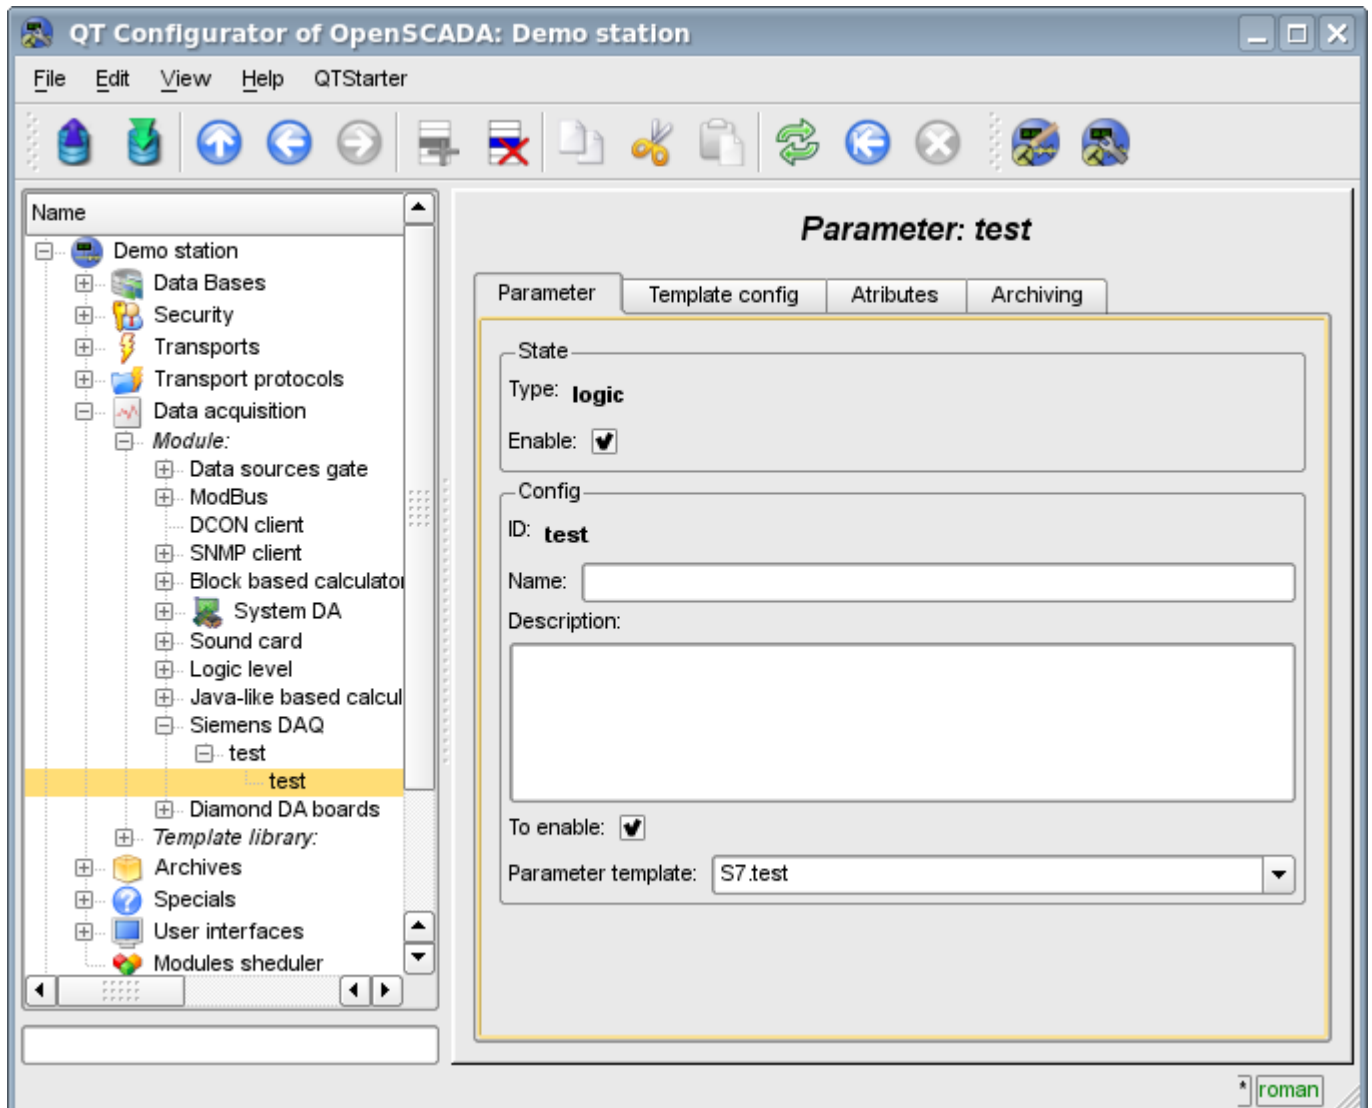 QT Configurator of OpenSCADA: Demo station
File Edit View Help QTStarter
Name
Demo station
Data Bases
Security
Transports
Transport protocols
Data acquisition
Module:
Data sources gate
ModBus
DCON client
SNMP client
Block based calculator
System DA
Sound card
Logic level
Java-like based calcul
Siemens DAQ
test
test
Diamond DA boards
Template library:
Archives
Specials
User interfaces
Modules sheduler
Parameter: test
Parameter Template config Atributes Archiving
State
Type: logic
Enable:
Config
ID: test
Name:
Description:
To enable:
Parameter template: S7.test
* roman